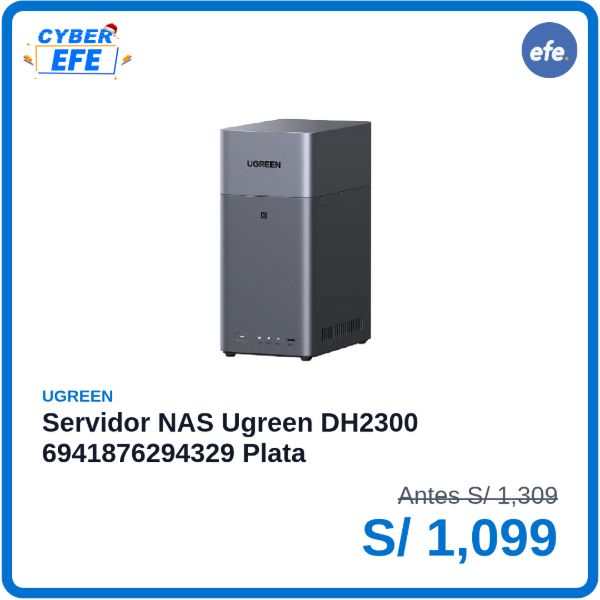 CYBER
EFE
efe.
UGREEN
UGREEN
Servidor NAS Ugreen DH2300
6941876294329 Plata
Antes S/ 1,309
S/ 1,099